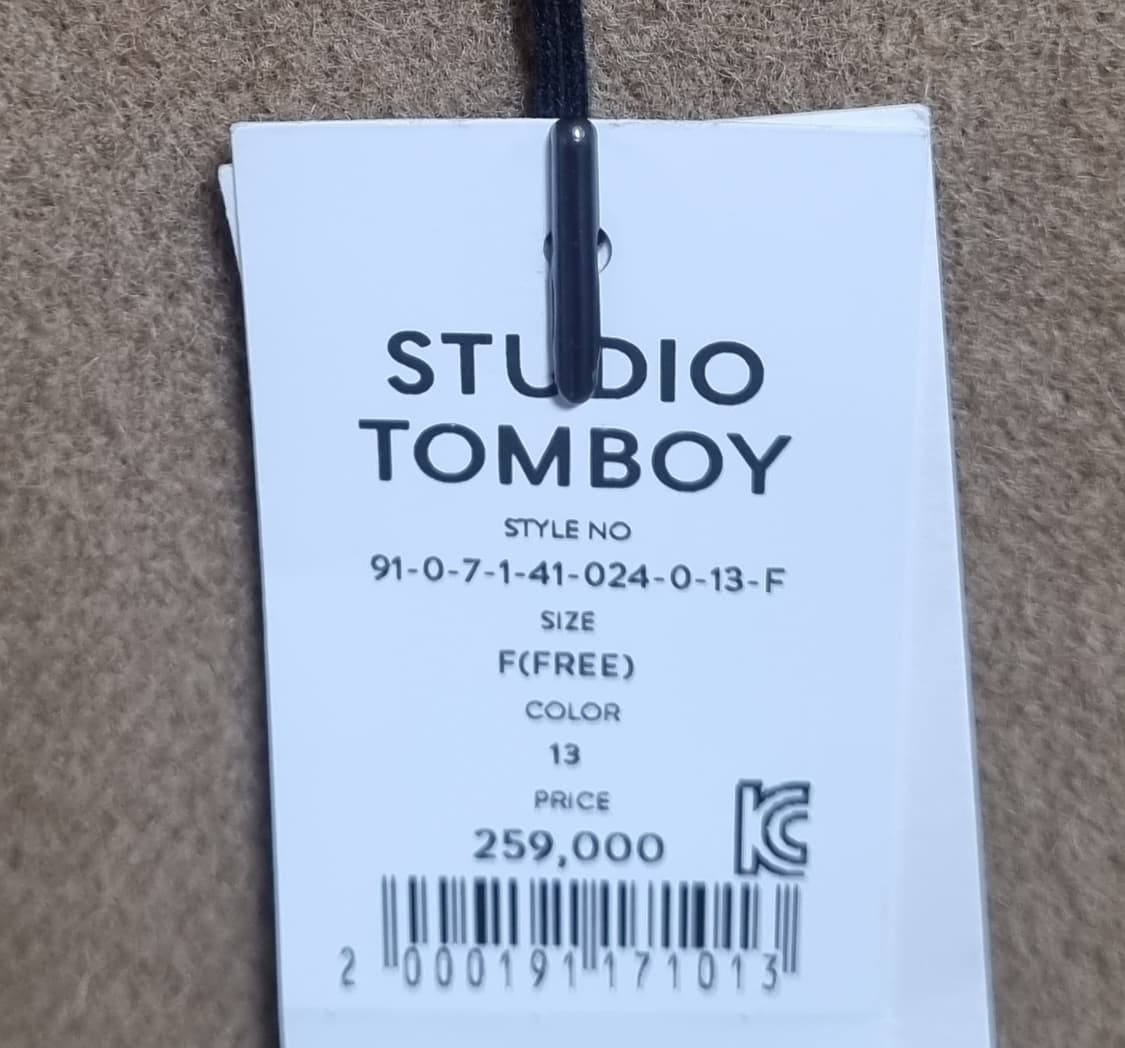 STUDIO
TOMBOY
STYLE NO
91-0-7-1-41-024-0-13-F
SIZE
F(FREE)
COLOR
13
PRICE
259,000
KC
2 000191 171013